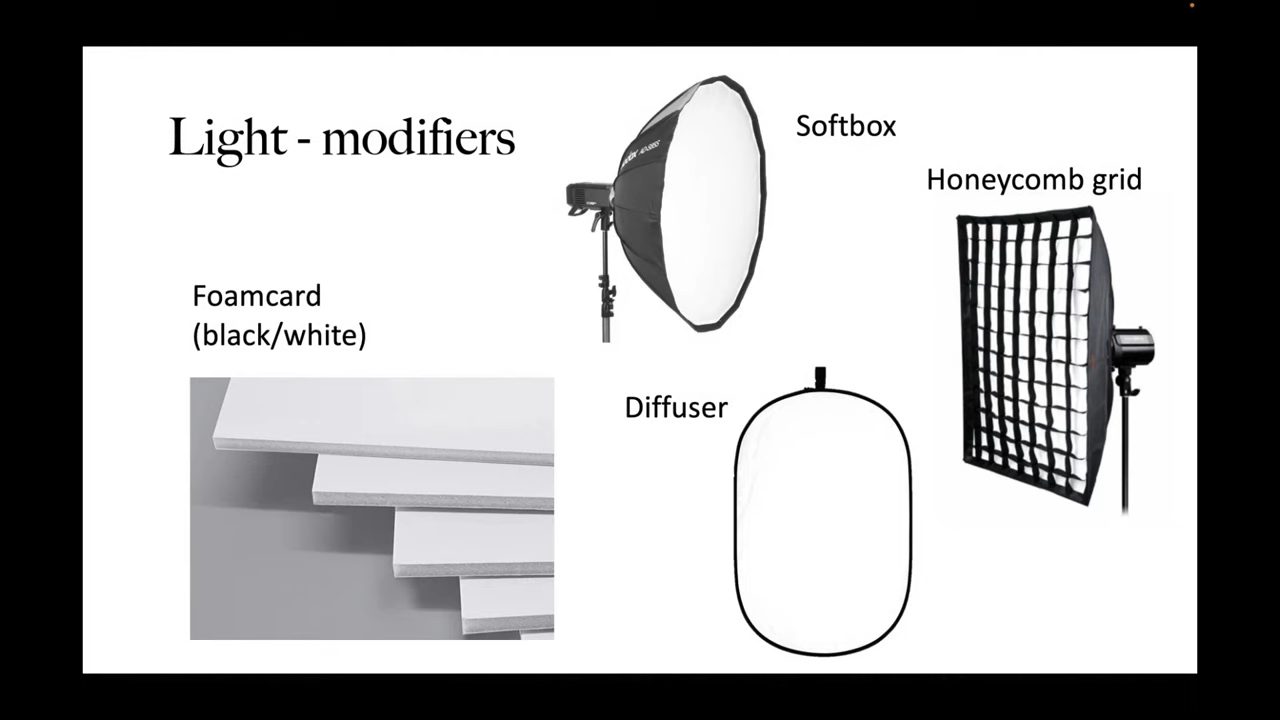 Light - modifiers
Softbox
Honeycomb grid
Foamcard
(black/white)
Diffuser